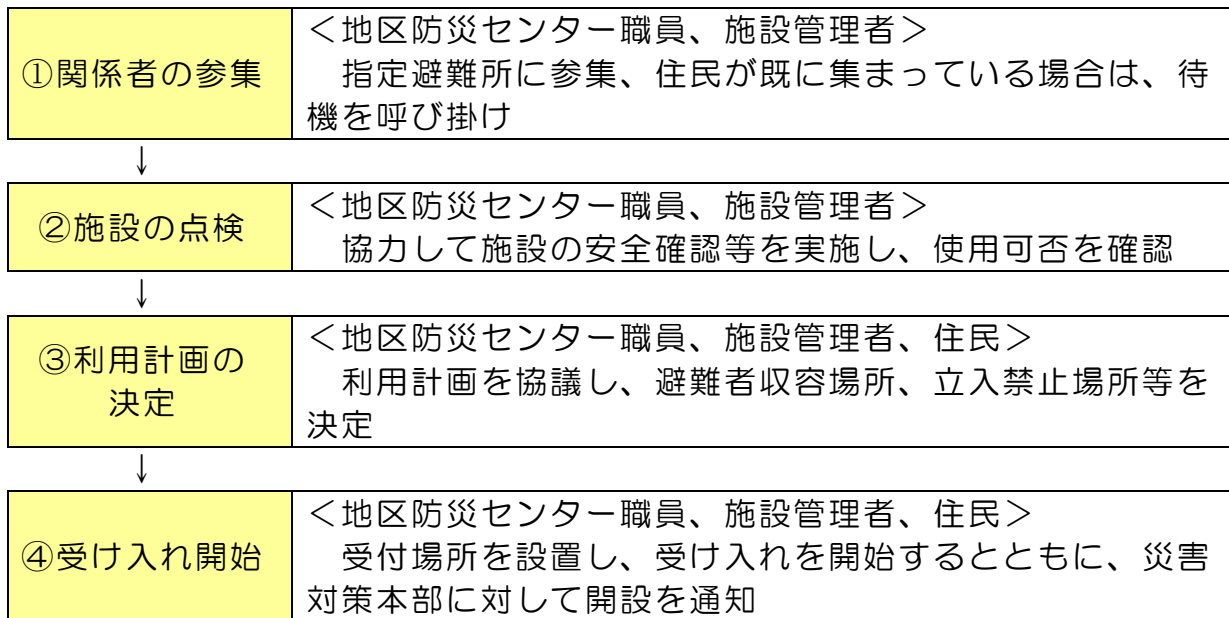 ①関係者の参集
＜地区防災センター職員、施設管理者＞
指定避難所に参集、住民が既に集まっている場合は、待
機を呼び掛け
↓
②施設の点検
＜地区防災センター職員、施設管理者＞
協力して施設の安全確認等を実施し、使用可否を確認
↓
③利用計画の
決定
＜地区防災センター職員、施設管理者、住民＞
利用計画を協議し、避難者収容場所、立入禁止場所等を
決定
↓
④受け入れ開始
＜地区防災センター職員、施設管理者、住民＞
受付場所を設置し、受け入れを開始するとともに、災害
対策本部に対して開設を通知